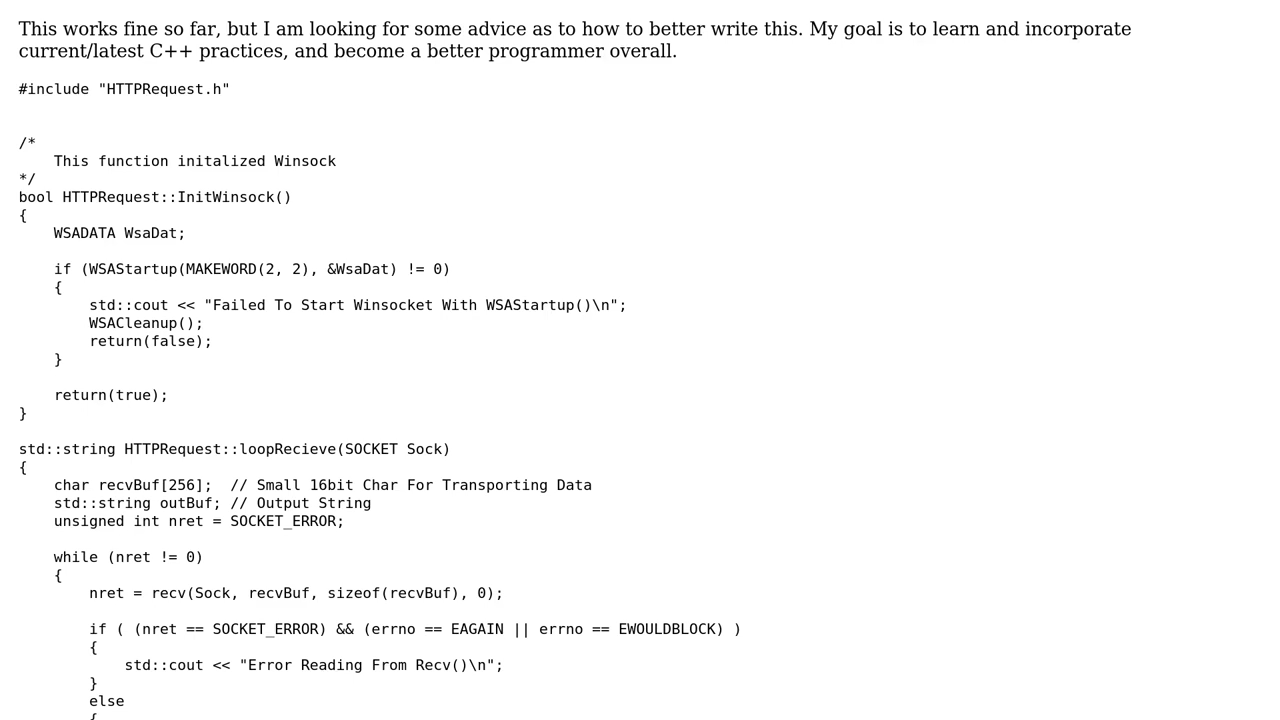 This works fine so far, but I am looking for some advice as to how to better write this. My goal is to learn and incorporate
current/latest C++ practices, and become a better programmer overall.
#include "HTTPRequest.h"
/*
    This function initalized Winsock
*/
bool HTTPRequest::InitWinsock()
{
    WSADATA WsaDat;
    if (WSAStartup(MAKEWORD(2, 2), &WsaDat) != 0)
    {
        std::cout << "Failed To Start Winsocket With WSAStartup()\n";
        WSACleanup();
        return(false);
    }
    return(true);
}
std::string HTTPRequest::loopRecieve(SOCKET Sock)
{
    char recvBuf[256];  // Small 16bit Char For Transporting Data
    std::string outBuf; // Output String
    unsigned int nret = SOCKET_ERROR;
    while (nret != 0)
    {
        nret = recv(Sock, recvBuf, sizeof(recvBuf), 0);
        if ( (nret == SOCKET_ERROR) && (errno == EAGAIN || errno == EWOULDBLOCK) )
        {
            std::cout << "Error Reading From Recv()\n";
        }
        else
        {